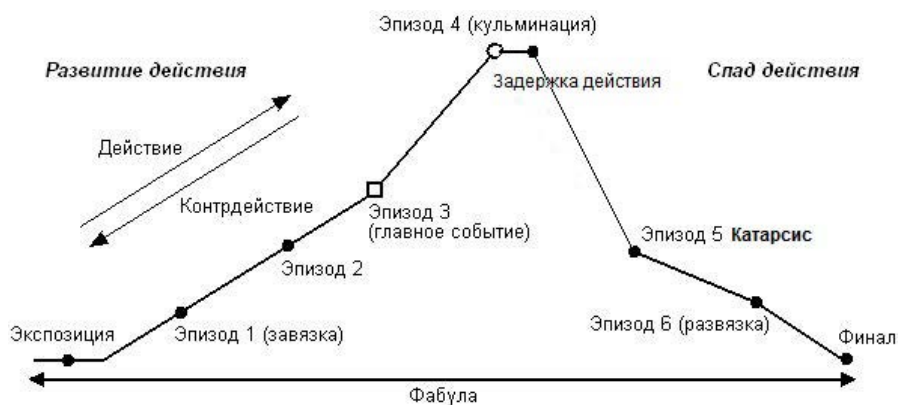 Эпизод 4 (кульминация)
Развитие действия
Задержка действия
Спад действия
Действие
Контрдействие
Эпизод 3
(главное событие)
Эпизод 5 Катарсис
Эпизод 2
Экспозиция
Эпизод 1 (завязка)
Эпизод 6 (развязка)
Финал
Фабула